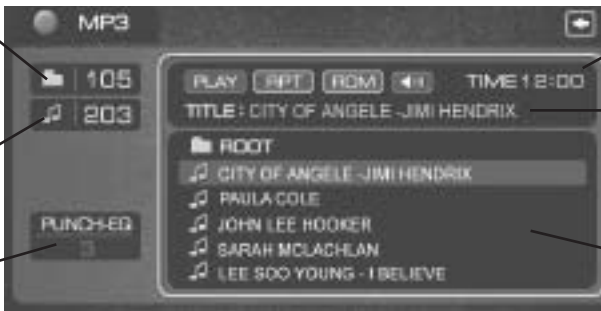 MP3
105
203
PUNCH-EQ
3
PLAY RPT RDM TIME 12:00
TITLE : CITY OF ANGELE -JIMI HENDRIX
ROOT
CITY OF ANGELE -JIMI HENDRIX
PAULA COLE
JOHN LEE HOOKER
SARAH MCLACHLAN
LEE SOO YOUNG - I BELIEVE